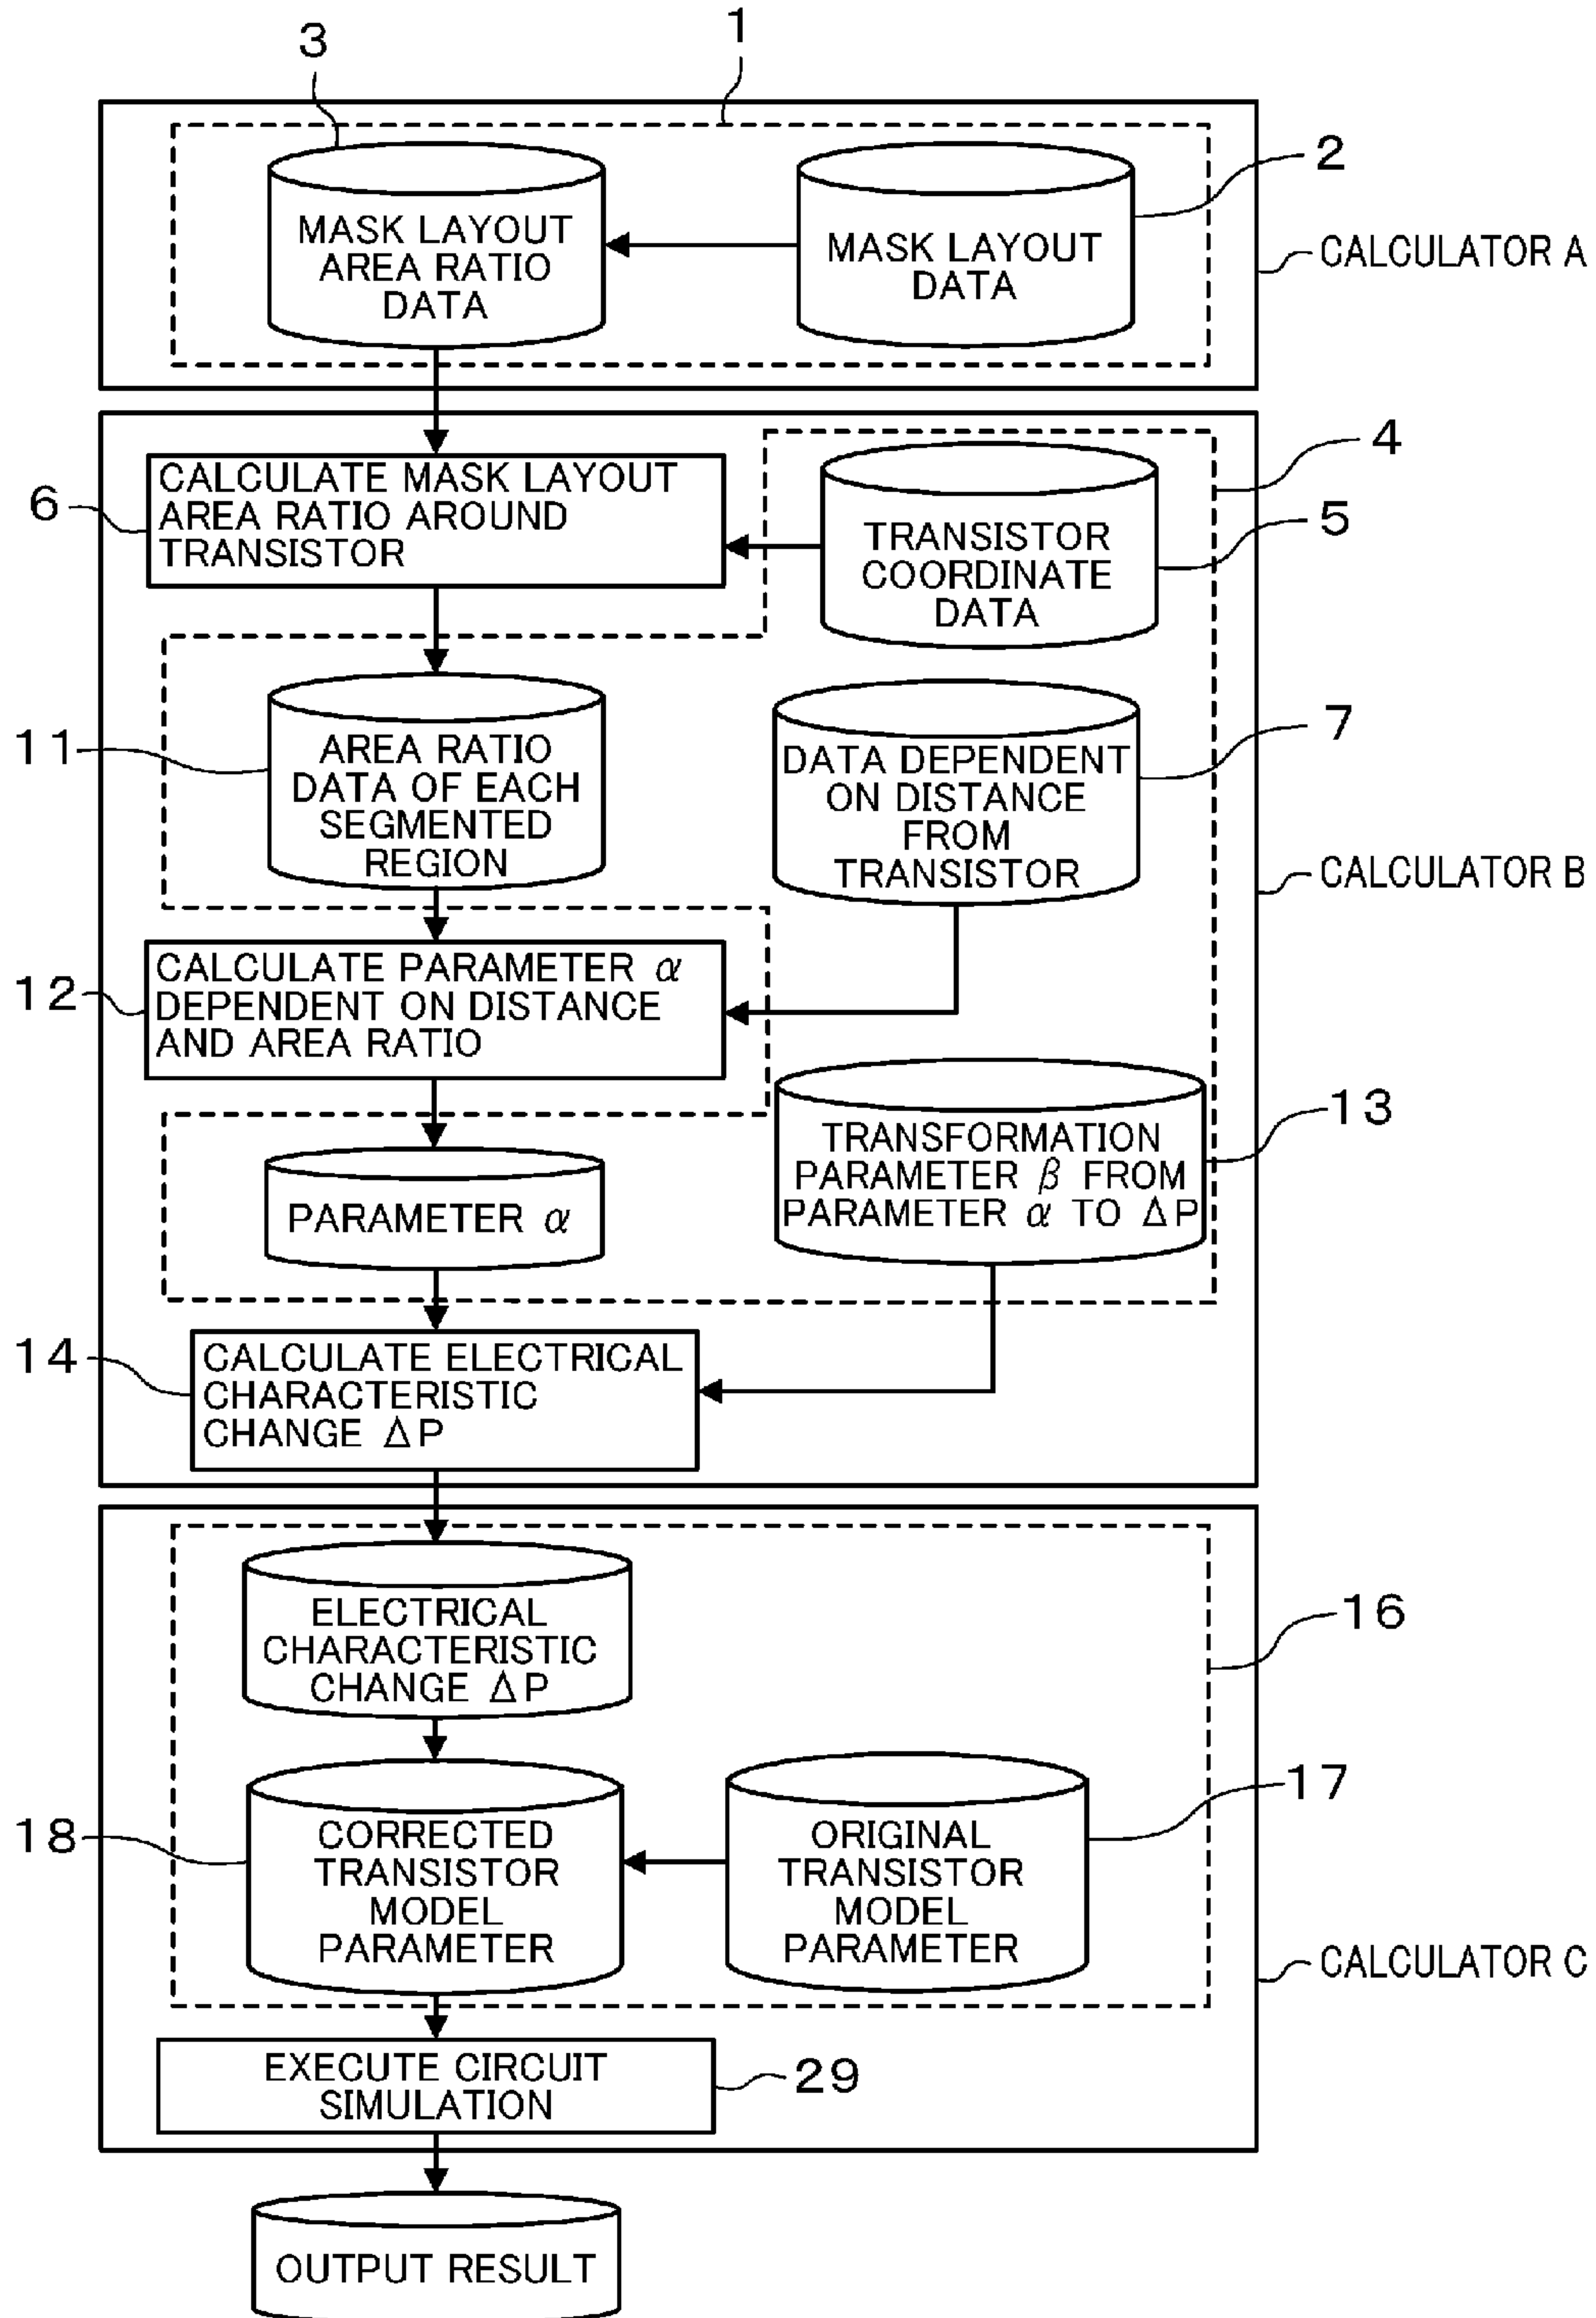 3
1
2
MASK LAYOUT
AREA RATIO
DATA
MASK LAYOUT
DATA
CALCULATOR A
4
CALCULATE MASK LAYOUT
AREA RATIO AROUND
TRANSISTOR
6
5
TRANSISTOR
COORDINATE
DATA
7
11
AREA RATIO
DATA OF EACH
SEGMENTED
REGION
DATA DEPENDENT
ON DISTANCE
FROM
TRANSISTOR
CALCULATOR B
12
CALCULATE PARAMETER α
DEPENDENT ON DISTANCE
AND AREA RATIO
13
TRANSFORMATION
PARAMETER β FROM
PARAMETER α TO ΔP
PARAMETER α
14
CALCULATE ELECTRICAL
CHARACTERISTIC
CHANGE ΔP
16
ELECTRICAL
CHARACTERISTIC
CHANGE ΔP
17
18
CORRECTED
TRANSISTOR
MODEL
PARAMETER
ORIGINAL
TRANSISTOR
MODEL
PARAMETER
CALCULATOR C
EXECUTE CIRCUIT
SIMULATION
29
OUTPUT RESULT